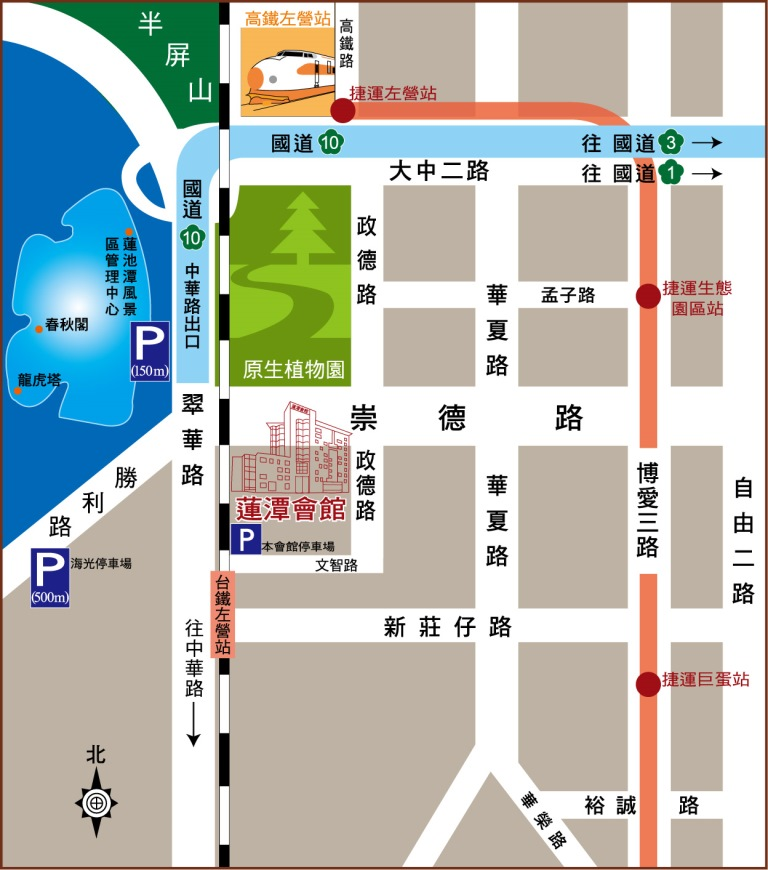 半
屏
山
高鐵左營站
高鐵路
捷運左營站
國道 10
往 國道 3
大中二路
往 國道 1
國道 10 中華路出口
蓮池潭風景
區管理中心
春秋閣
龍虎塔
P
(150m)
原生植物園
政德路
華夏路
孟子路
捷運生態
園區站
翠華路
崇德路
蓮潭會館
政德路
華夏路
博愛三路
自由二路
勝利路
P
(500m)
海光停車場
蓮潭會館
P
本會館停車場
文智路
台鐵左營站
新莊仔路
往中華路
捷運巨蛋站
北
華榮路
裕誠路